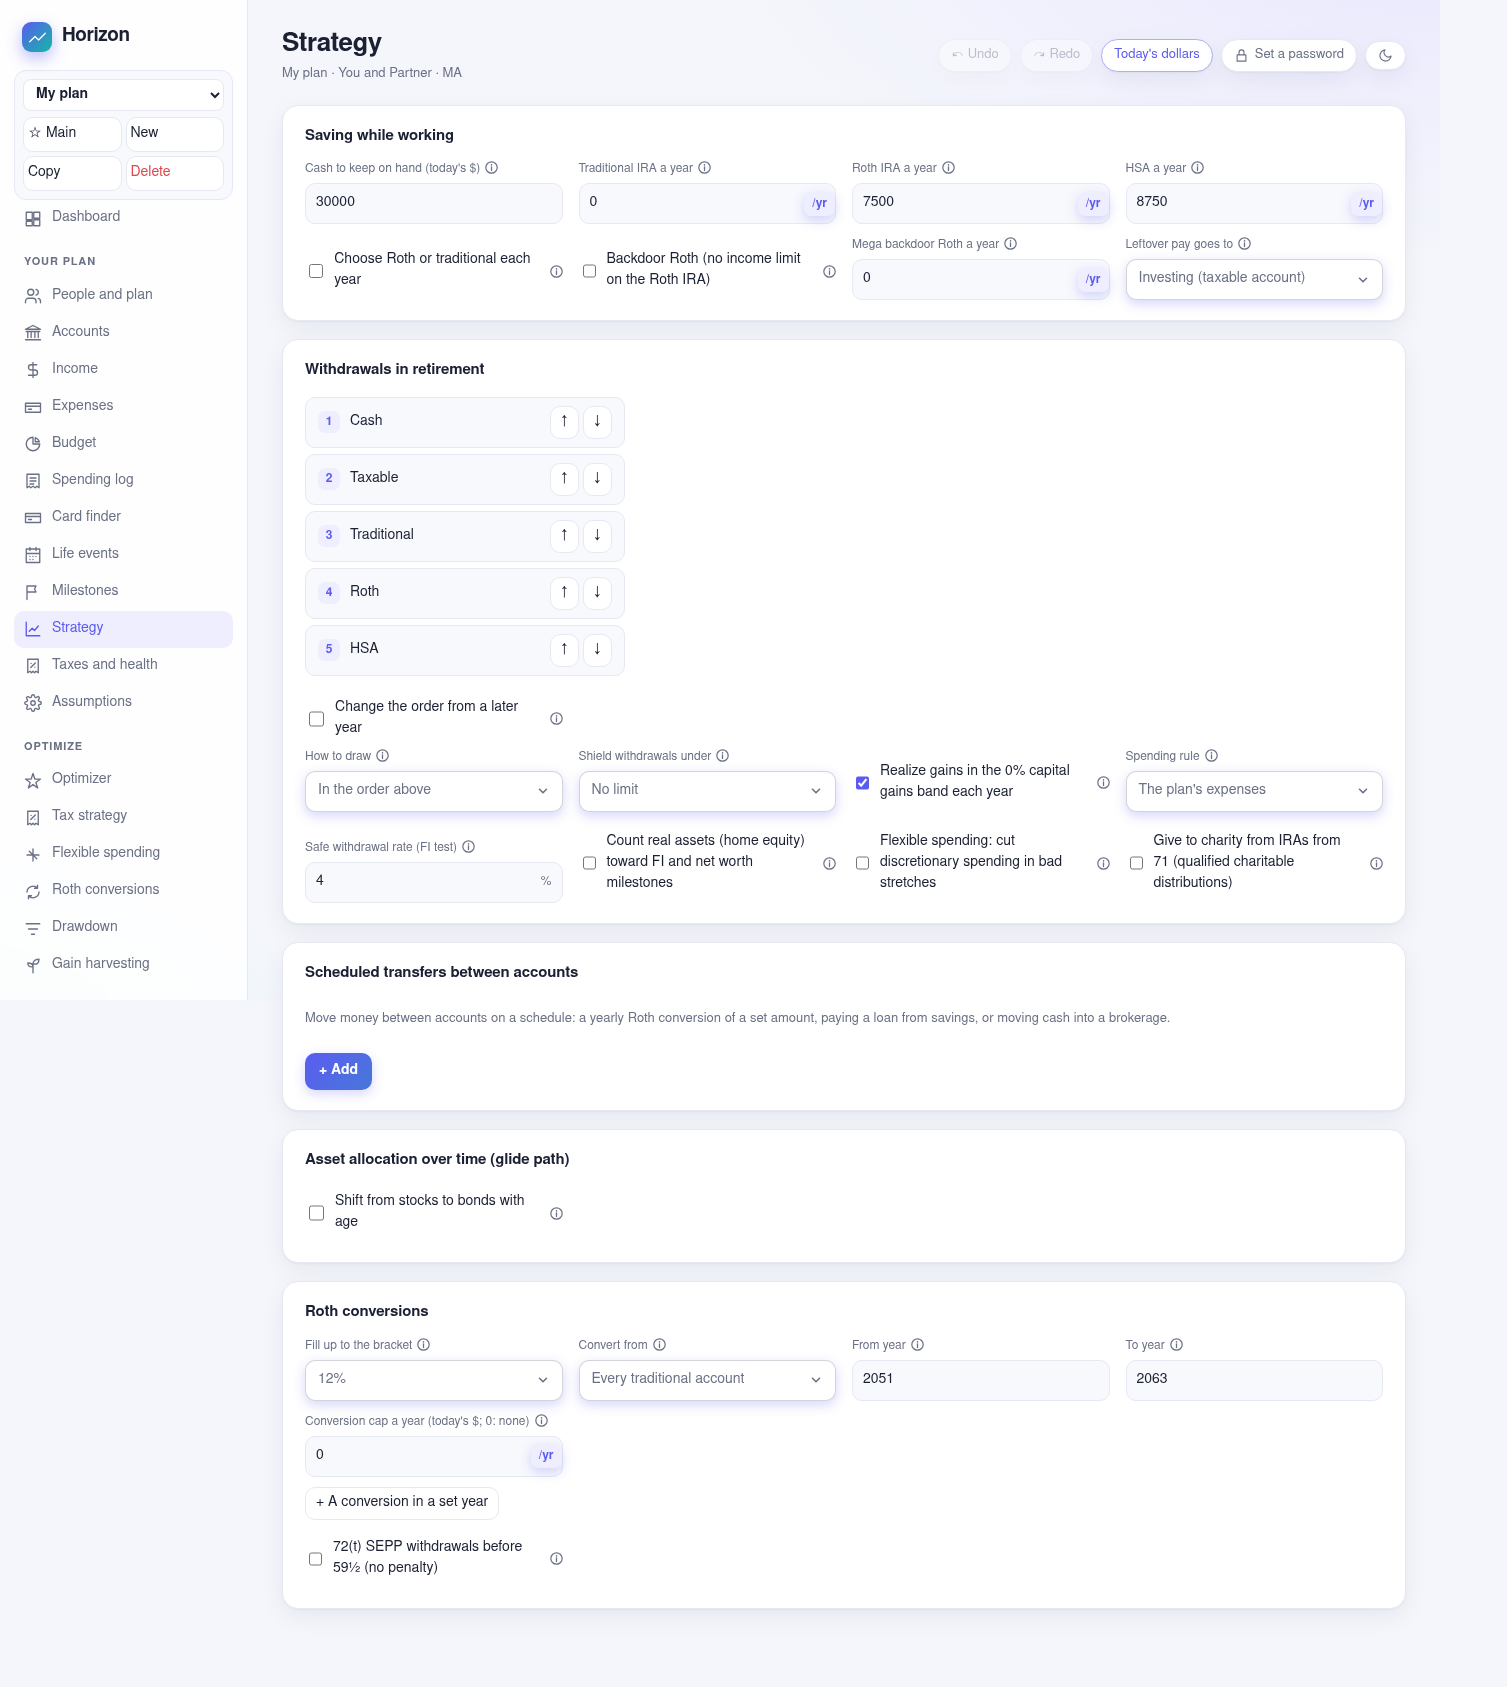 Horizon
My plan
☆ Main
New
Copy
Delete
Dashboard
YOUR PLAN
People and plan
Accounts
Income
Expenses
Budget
Spending log
Card finder
Life events
Milestones
Strategy
Taxes and health
Assumptions
OPTIMIZE
Optimizer
Tax strategy
Flexible spending
Roth conversions
Drawdown
Gain harvesting
Strategy
My plan · You and Partner · MA
Undo
Redo
Today's dollars
Set a password
Saving while working
Cash to keep on hand (today's $)
30000
Traditional IRA a year
0 /yr
Roth IRA a year
7500 /yr
HSA a year
8750 /yr
Choose Roth or traditional each
year
Backdoor Roth (no income limit
on the Roth IRA)
Mega backdoor Roth a year
0 /yr
Leftover pay goes to
Investing (taxable account)
Withdrawals in retirement
1 Cash ↑ ↓
2 Taxable ↑ ↓
3 Traditional ↑ ↓
4 Roth ↑ ↓
5 HSA ↑ ↓
Change the order from a later
year
How to draw
In the order above
Shield withdrawals under
No limit
Realize gains in the 0% capital
gains band each year
Spending rule
The plan's expenses
Safe withdrawal rate (FI test)
4 %
Count real assets (home equity)
toward FI and net worth
milestones
Flexible spending: cut
discretionary spending in bad
stretches
Give to charity from IRAs from
71 (qualified charitable
distributions)
Scheduled transfers between accounts
Move money between accounts on a schedule: a yearly Roth conversion of a set amount, paying a loan from savings, or moving cash into a brokerage.
+ Add
Asset allocation over time (glide path)
Shift from stocks to bonds with
age
Roth conversions
Fill up to the bracket
12%
Convert from
Every traditional account
From year
2051
To year
2063
Conversion cap a year (today's $; 0: none)
0 /yr
+ A conversion in a set year
72(t) SEPP withdrawals before
59½ (no penalty)